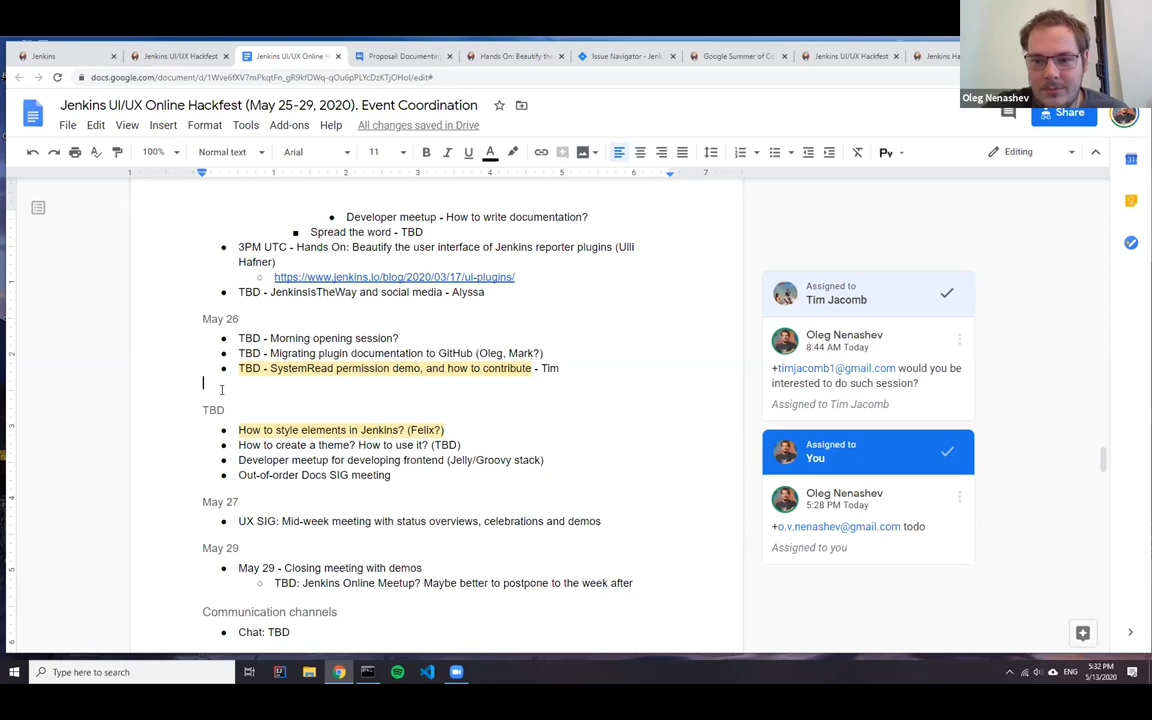 Jenkins
Jenkins UI/UX Hackfest
Jenkins UI/UX Online H
Proposal: Documentin
Hands On: Beautify the
Issue Navigator - Jenk
Google Summer of Co
Jenkins UI/UX Hackfest
Jenkins Ha
docs.google.com/document/d/1Wve6fXV7mPkqtFn_gR9kfDWq-qOu6pPLYcDzKTjOHoI/edit#
Oleg Nenashev
Jenkins UI/UX Online Hackfest (May 25-29, 2020). Event Coordination
File Edit View Insert Format Tools Add-ons Help All changes saved in Drive
Share
100% Normal text Arial 11 Editing
1 1 2 3 4 5 6 7
Developer meetup - How to write documentation?
Spread the word - TBD
3PM UTC - Hands On: Beautify the user interface of Jenkins reporter plugins (Ulli
Hafner)
https://www.jenkins.io/blog/2020/03/17/ui-plugins/
TBD - JenkinsIsTheWay and social media - Alyssa
May 26
TBD - Morning opening session?
TBD - Migrating plugin documentation to GitHub (Oleg, Mark?)
TBD - SystemRead permission demo, and how to contribute - Tim
TBD
How to style elements in Jenkins? (Felix?)
How to create a theme? How to use it? (TBD)
Developer meetup for developing frontend (Jelly/Groovy stack)
Out-of-order Docs SIG meeting
May 27
UX SIG: Mid-week meeting with status overviews, celebrations and demos
May 29
May 29 - Closing meeting with demos
TBD: Jenkins Online Meetup? Maybe better to postpone to the week after
Communication channels
Chat: TBD
Assigned to
Tim Jacomb
Oleg Nenashev
8:44 AM Today
+timjacomb1@gmail.com would you be
interested to do such session?
Assigned to Tim Jacomb
Assigned to
You
Oleg Nenashev
5:28 PM Today
+o.v.nenashev@gmail.com todo
Assigned to you
Type here to search
ENG
5:32 PM
5/13/2020